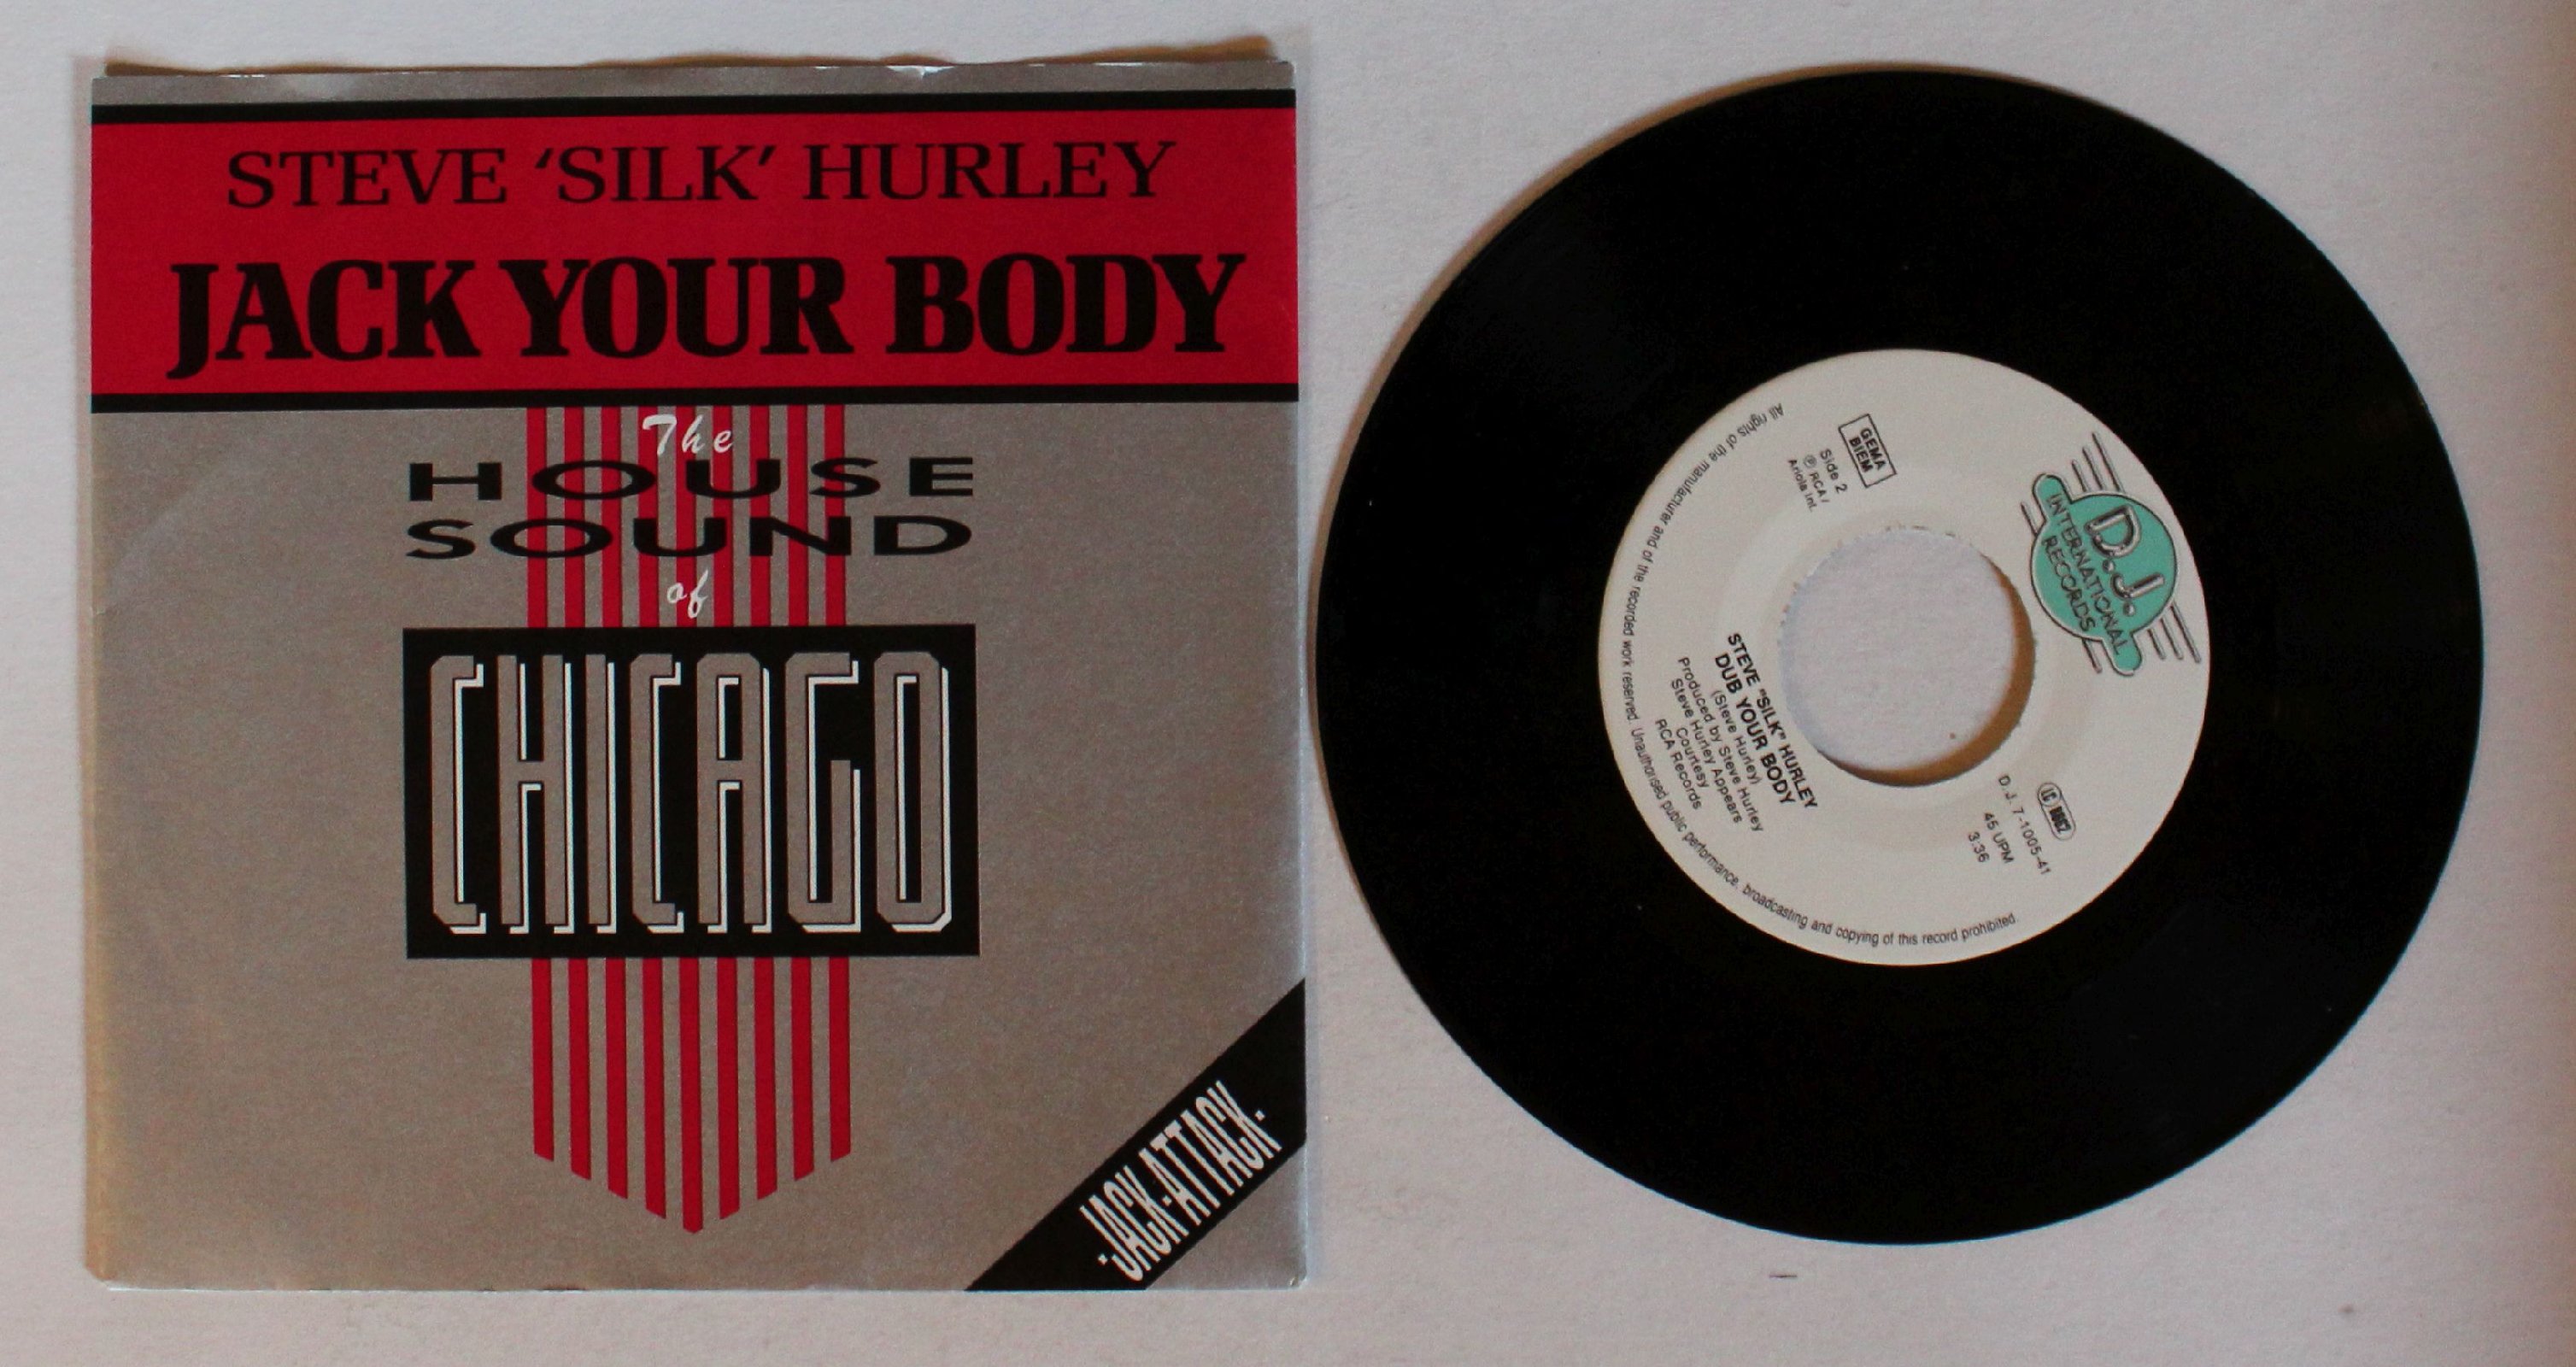 STEVE 'SILK' HURLEY
JACK YOUR BODY
The
HOUSE
SOUND
of
CHICAGO
·JACK·ATTACK·
D.J.
INTERNATIONAL
RECORDS
GEMA
BIEM
Side 2
Ⓟ RCA/
Ariola Int.
LC 1662
D.J. 7-1005-41
45 UPM
3:36
STEVE "SILK" HURLEY
DUB YOUR BODY
(Steve Hurley)
Produced by Steve Hurley
Steve Hurley Appears
Courtesy
RCA Records
All rights of the manufacturer and of the recorded work reserved. Unauthorised public performance, broadcasting and copying of this record prohibited.